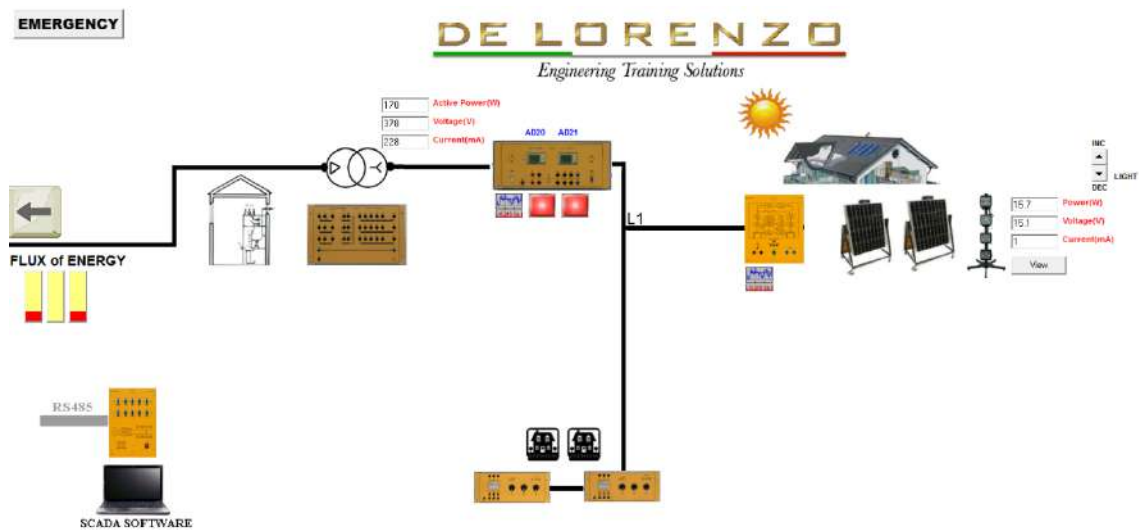 EMERGENCY
DE LORENZO
Engineering Training Solutions
170 Active Power(W)
378 Voltage(V)
228 Current(mA)
AD20 AD21
INC
LIGHT
DEC
15.7 Power(W)
15.1 Voltage(V)
1 Current(mA)
View
L1
FLUX of ENERGY
RS485
SCADA SOFTWARE